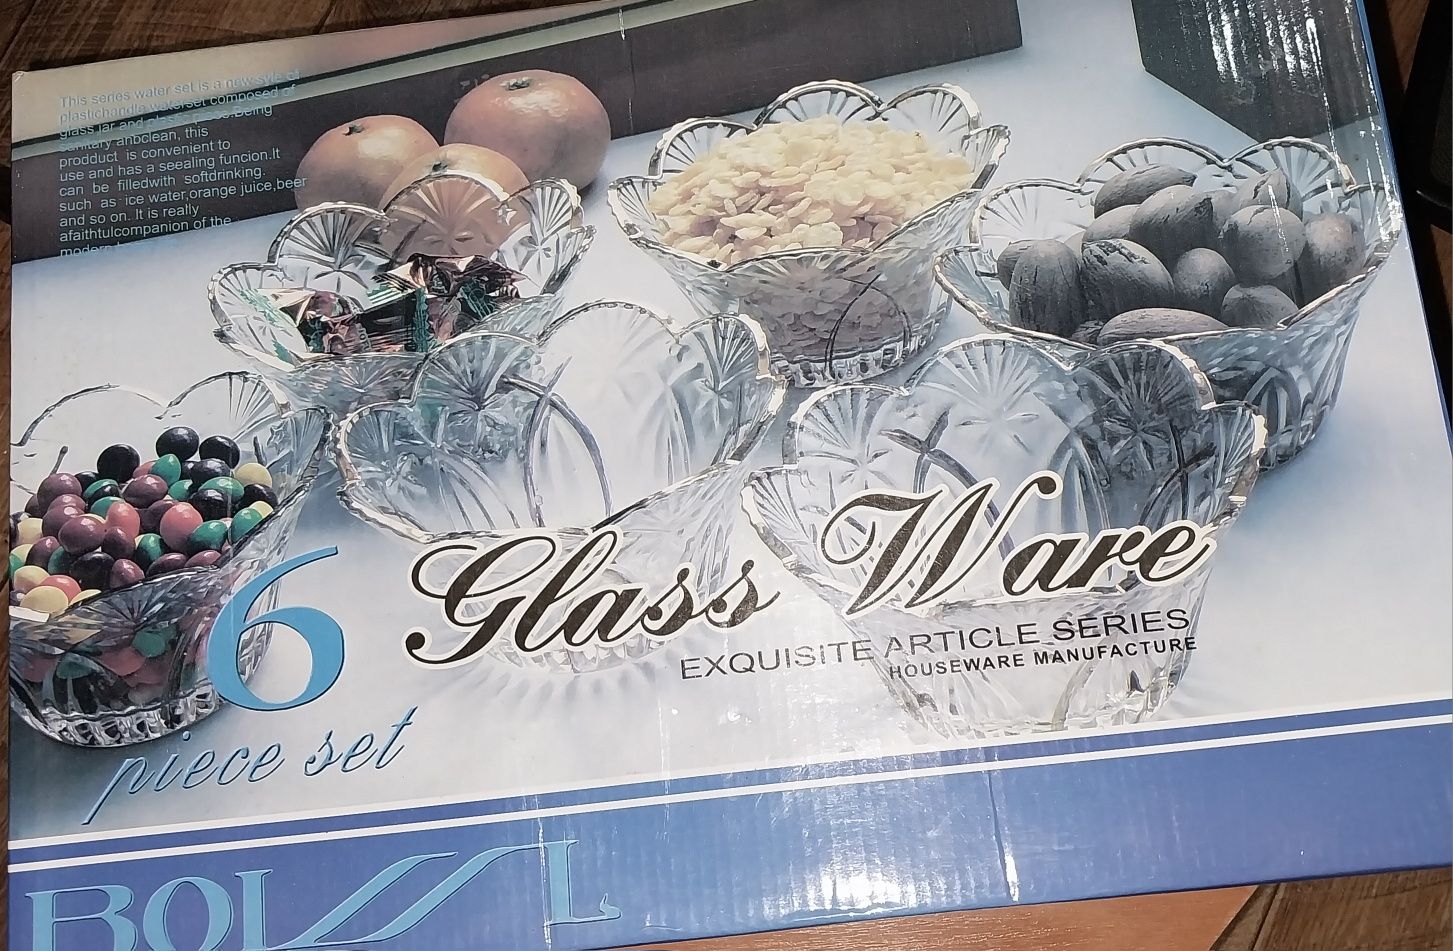 This series water set is a new style of
plastichandle waterset composed of
glass jar and glass Being
sanitary anbclean, this
prodduct is convenient to
use and has a seealing funcion.It
can be filledwith softdrinking.
such as ice water,orange juice,beer
and so on. It is really
afaithtulcompanion of the
6
piece set
Glass Ware
EXQUISITE ARTICLE SERIES
HOUSEWARE MANUFACTURE